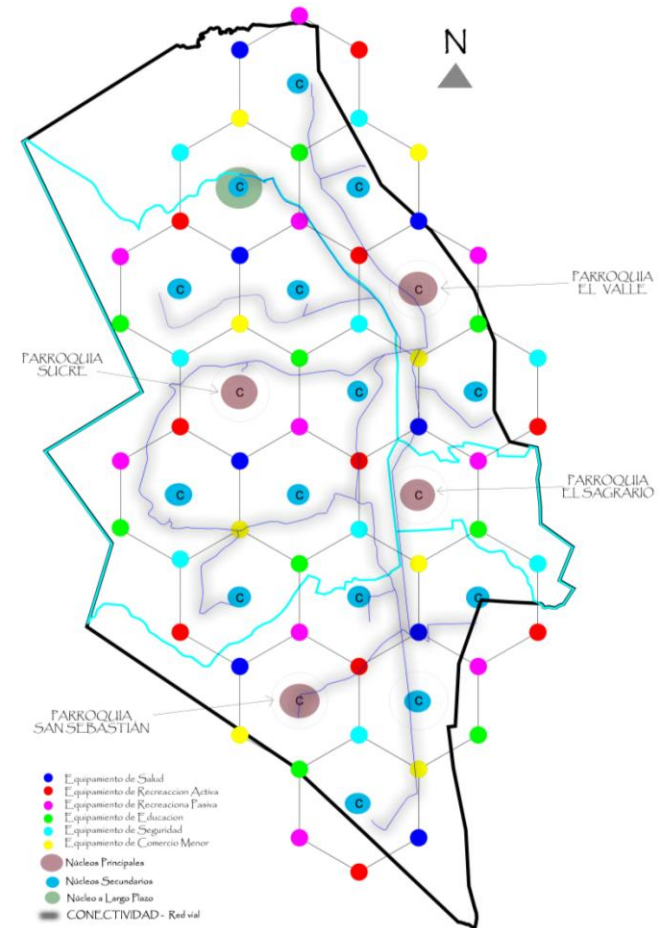 N
C
C
C
C
C
C
PARROQUIA
EL VALLE
PARROQUIA
SUCRE
C
C
C
C
C
C
PARROQUIA
EL SAGRARIO
C
C
C
C
C
PARROQUIA
SAN SEBASTIÁN
C
Equipamiento de Salud
Equipamiento de Recreaccion Activa
Equipamiento de Recreaciona Pasiva
Equipamiento de Educacion
Equipamiento de Seguridad
Equipamiento de Comercio Menor
Núcleos Principales
Núcleos Secundarios
Núcleo a Largo Plazo
CONECTIVIDAD - Red vial